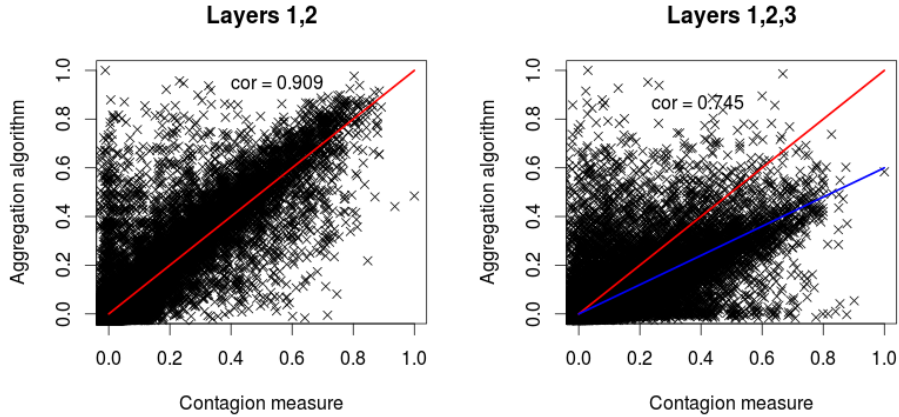 Layers 1,2
cor = 0.909
Aggregation algorithm
0.0 0.2 0.4 0.6 0.8 1.0
0.0 0.2 0.4 0.6 0.8 1.0
Contagion measure
Layers 1,2,3
cor = 0.745
Aggregation algorithm
0.0 0.2 0.4 0.6 0.8 1.0
0.0 0.2 0.4 0.6 0.8 1.0
Contagion measure